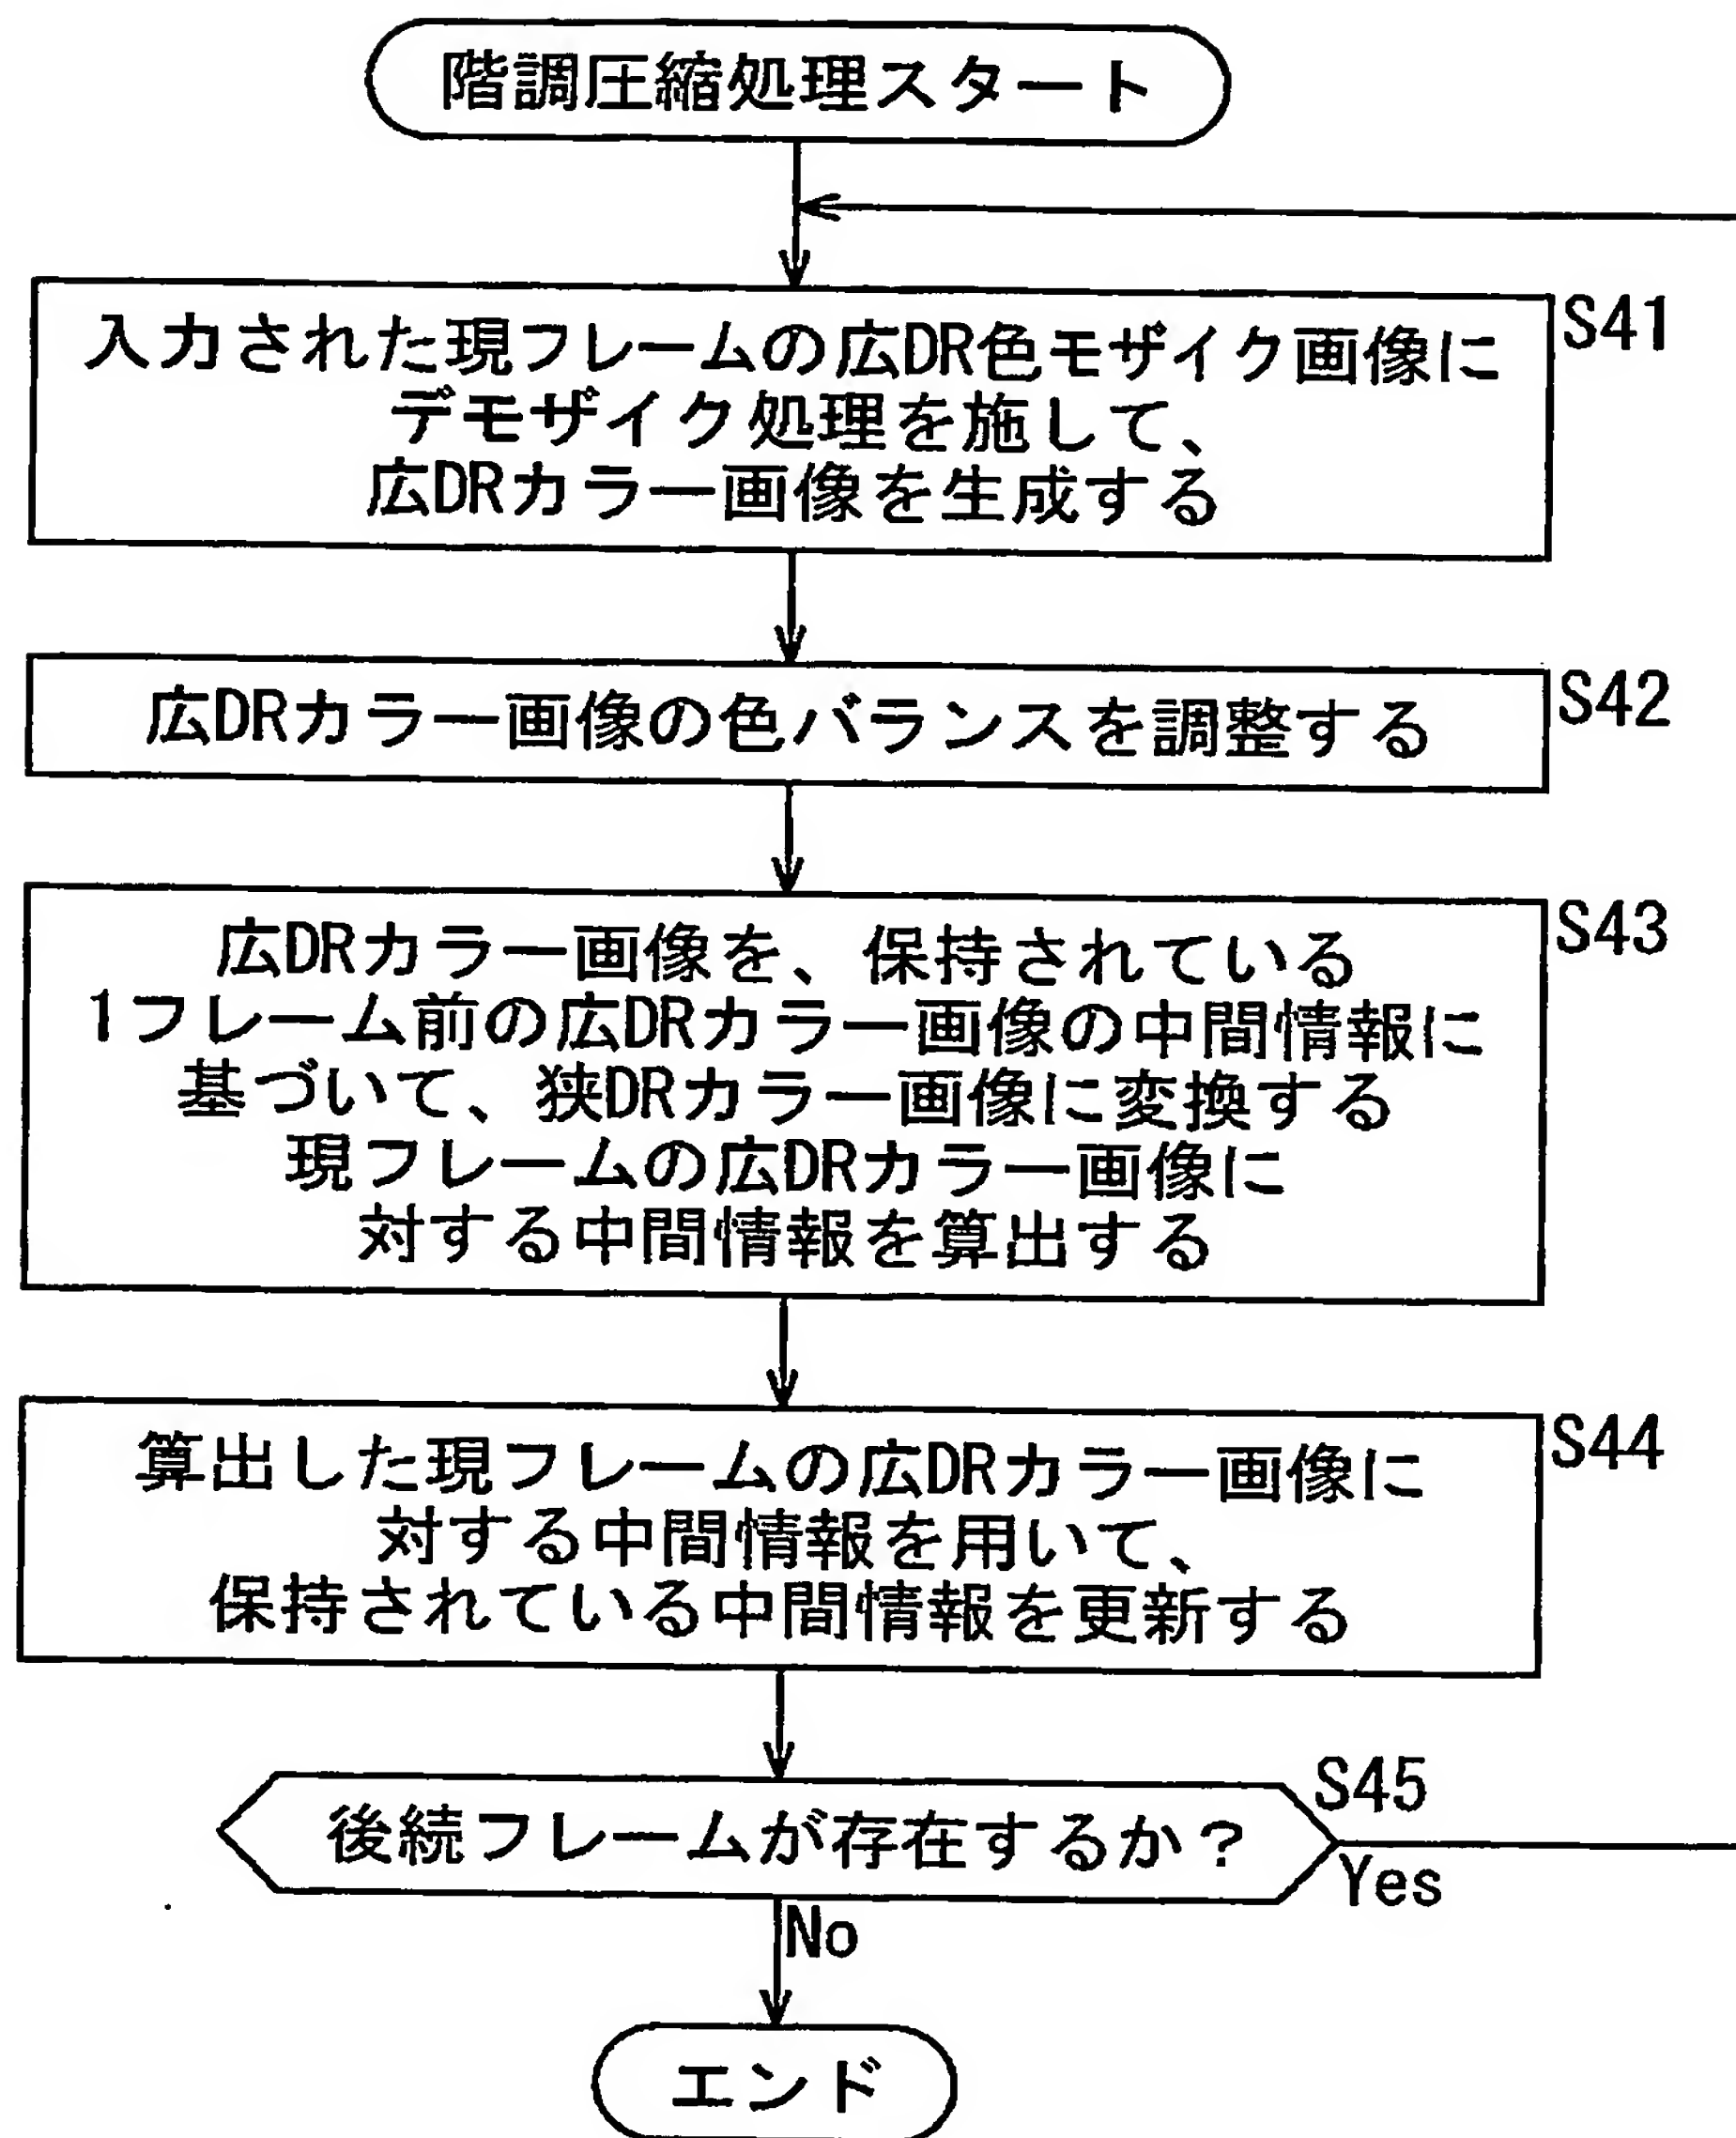 階調圧縮処理スタート
S41
入力された現フレームの広DR色モザイク画像に
デモザイク処理を施して、
広DRカラー画像を生成する
S42
広DRカラー画像の色バランスを調整する
S43
広DRカラー画像を、保持されている
1フレーム前の広DRカラー画像の中間情報に
基づいて、狭DRカラー画像に変換する
現フレームの広DRカラー画像に
対する中間情報を算出する
S44
算出した現フレームの広DRカラー画像に
対する中間情報を用いて、
保持されている中間情報を更新する
S45
後続フレームが存在するか?
Yes
No
エンド